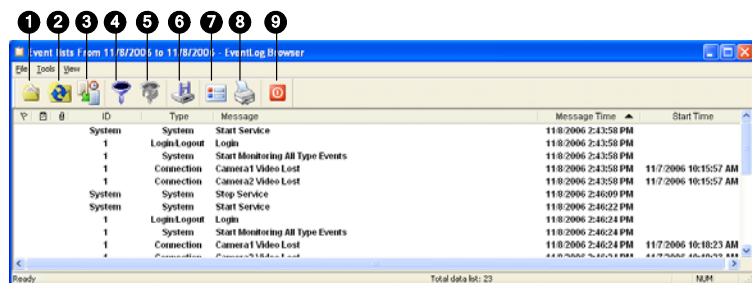 1 2 3 4 5 6 7 8 9
Event lists From 11/8/2006 to 11/8/2006 - EventLog Browser
File Tools View
ID Type Message Message Time Start Time
System System Start Service 11/8/2006 2:43:58 PM
1 Login/Logout Login 11/8/2006 2:43:58 PM
1 System Start Monitoring All Type Events 11/8/2006 2:43:58 PM
1 Connection Camera1 Video Lost 11/8/2006 2:43:58 PM 11/7/2006 10:15:57 AM
1 Connection Camera2 Video Lost 11/8/2006 2:43:58 PM 11/7/2006 10:15:57 AM
System System Stop Service 11/8/2006 2:46:09 PM
System System Start Service 11/8/2006 2:46:22 PM
1 Login/Logout Login 11/8/2006 2:46:24 PM
1 System Start Monitoring All Type Events 11/8/2006 2:46:24 PM
1 Connection Camera1 Video Lost 11/8/2006 2:46:24 PM 11/7/2006 10:18:23 AM
Ready Total data list: 23 NUM